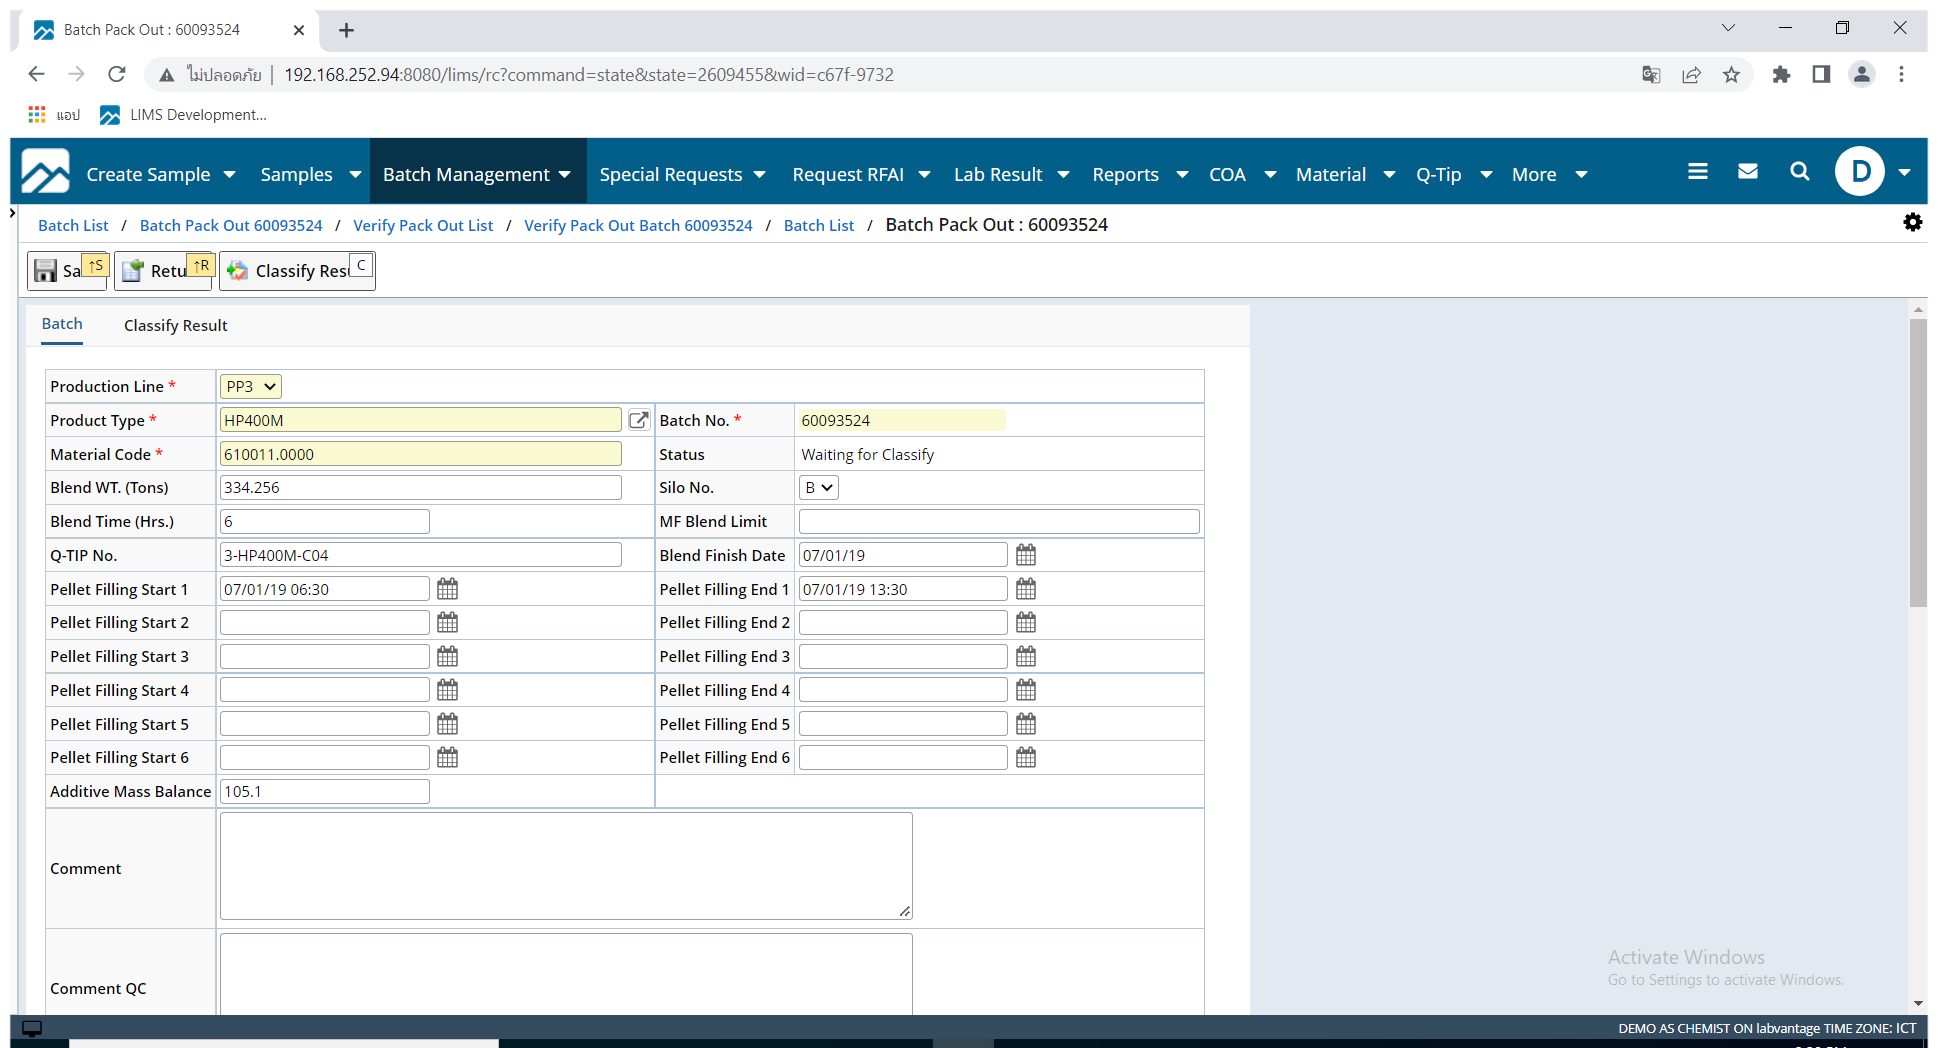 Batch Pack Out : 60093524
ไม่ปลอดภัย 192.168.252.94:8080/lims/rc?command=state&state=2609455&wid=c67f-9732
แอป LIMS Development...
Create Sample Samples Batch Management Special Requests Request RFAI Lab Result Reports COA Material Q-Tip More D
Batch List / Batch Pack Out 60093524 / Verify Pack Out List / Verify Pack Out Batch 60093524 / Batch List / Batch Pack Out : 60093524
Sa ↑S Retu ↑R Classify Resu C
Batch Classify Result
Production Line * PP3
Product Type * HP400M Batch No. * 60093524
Material Code * 610011.0000 Status Waiting for Classify
Blend WT. (Tons) 334.256 Silo No. B
Blend Time (Hrs.) 6 MF Blend Limit
Q-TIP No. 3-HP400M-C04 Blend Finish Date 07/01/19
Pellet Filling Start 1 07/01/19 06:30 Pellet Filling End 1 07/01/19 13:30
Pellet Filling Start 2 Pellet Filling End 2
Pellet Filling Start 3 Pellet Filling End 3
Pellet Filling Start 4 Pellet Filling End 4
Pellet Filling Start 5 Pellet Filling End 5
Pellet Filling Start 6 Pellet Filling End 6
Additive Mass Balance 105.1
Comment
Comment QC
Activate Windows
Go to Settings to activate Windows.
DEMO AS CHEMIST ON labvantage TIME ZONE: ICT